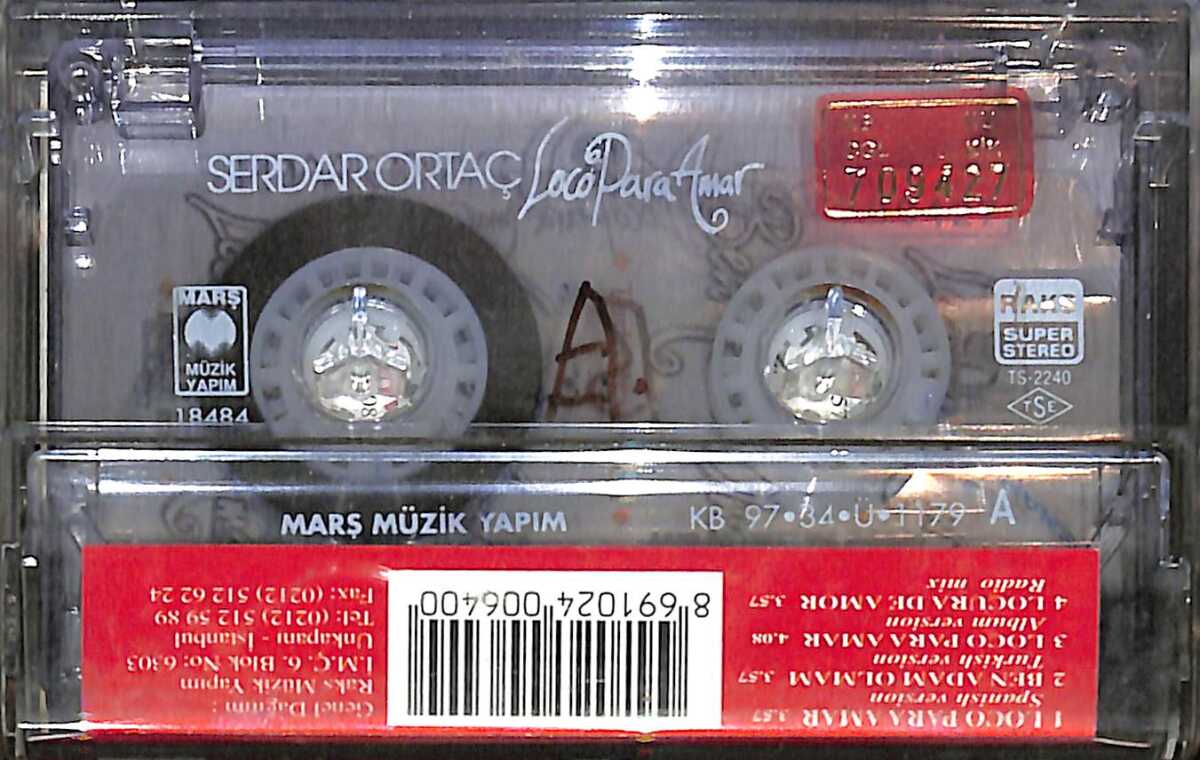 SERDAR ORTAÇ Loco Para Amar
709427
MARŞ
MÜZİK
YAPIM
18484
A.
RAKS
SUPER
STEREO
TS-2240
TSE
MARŞ MÜZİK YAPIM
KB 97•34•Ü•1179 A
1 LOCO PARA AMAR 3.57
Spanish version
2 BEN ADAM OLMAM 3.57
Turkish version
3 LOCO PARA AMAR 4.08
Album version
4 LOCURA DE AMOR 3.57
Radio mix
8 691024 006400
Genel Dağıtım :
Raks Müzik Yapım
İ.M.Ç. 6. Blok No: 6303
Unkapanı - İstanbul
Tel: (0212) 512 59 89
Fax: (0212) 512 62 24